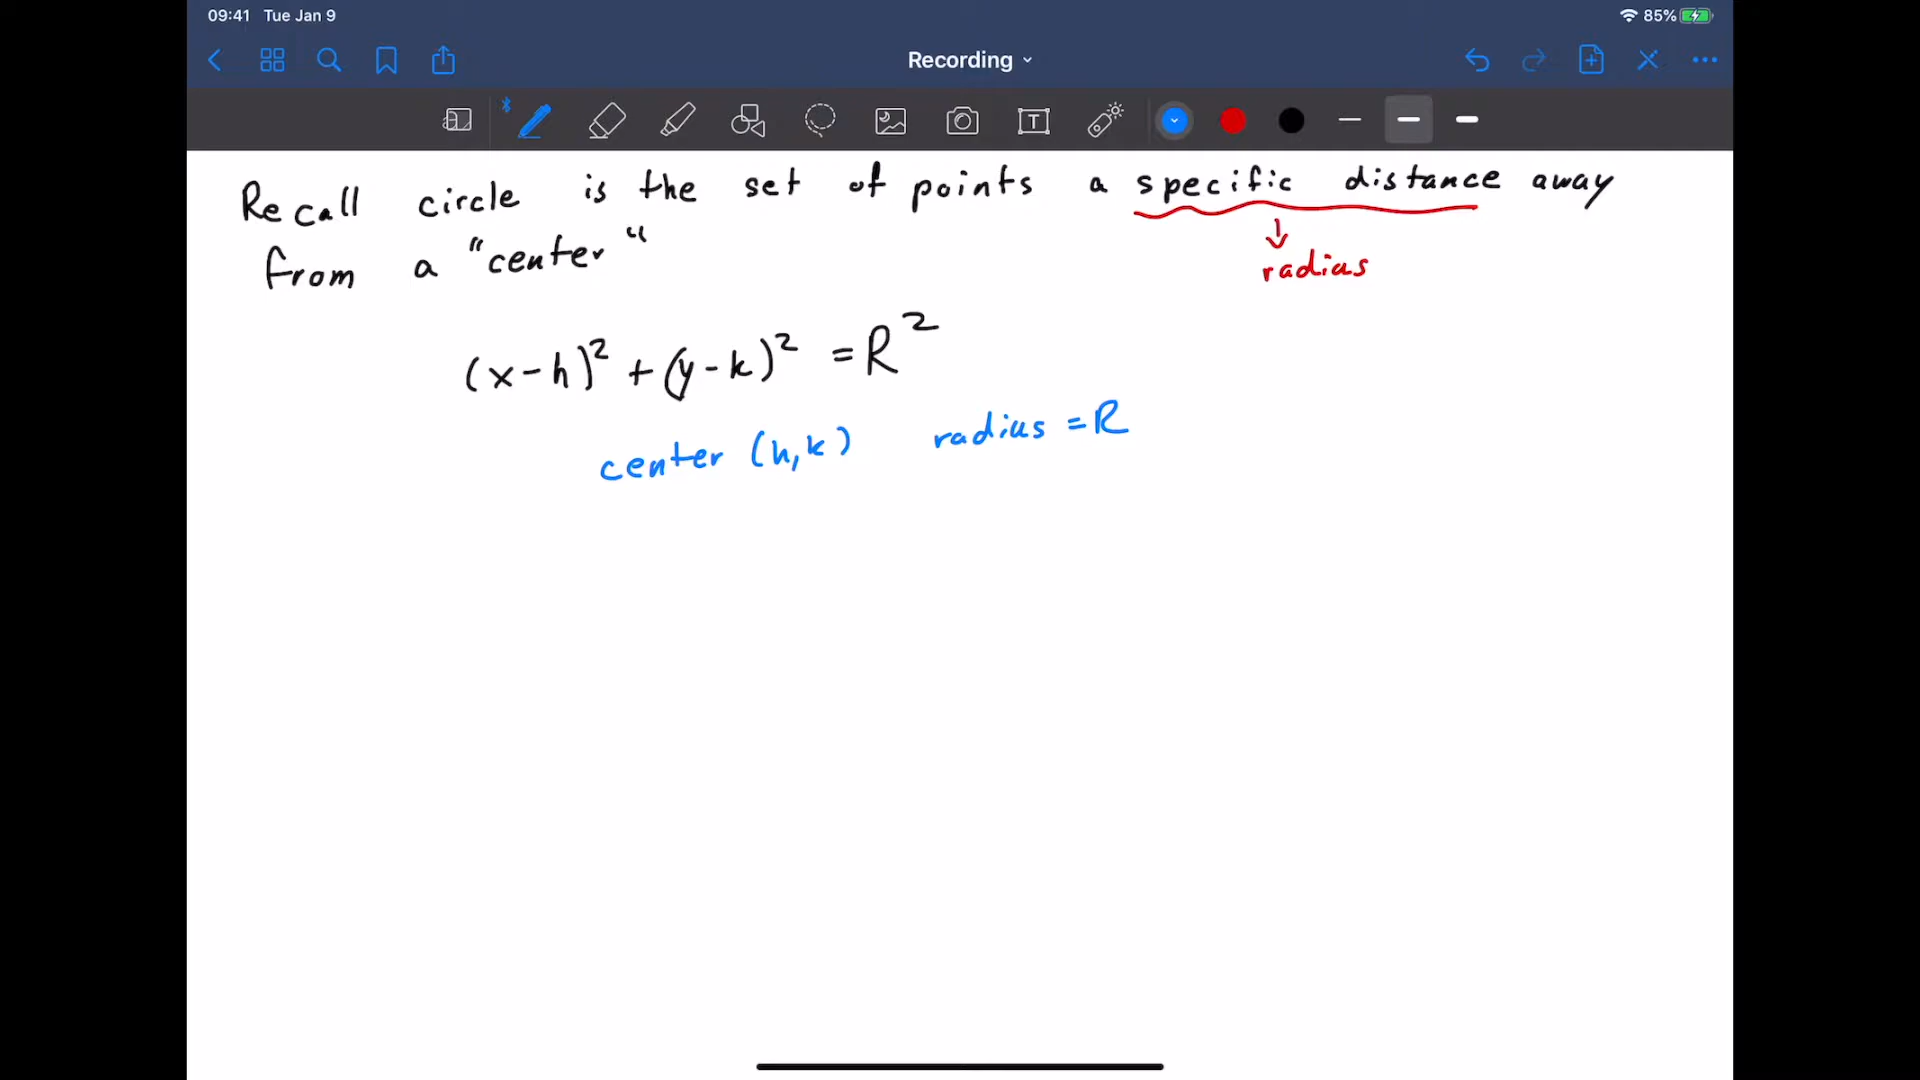 09:41 Tue Jan 9
85%
Recording
T
Recall circle is the set of points a specific distance away
from a "center"
radius
(x-h)² + (y-k)² = R²
center (h,k) radius = R